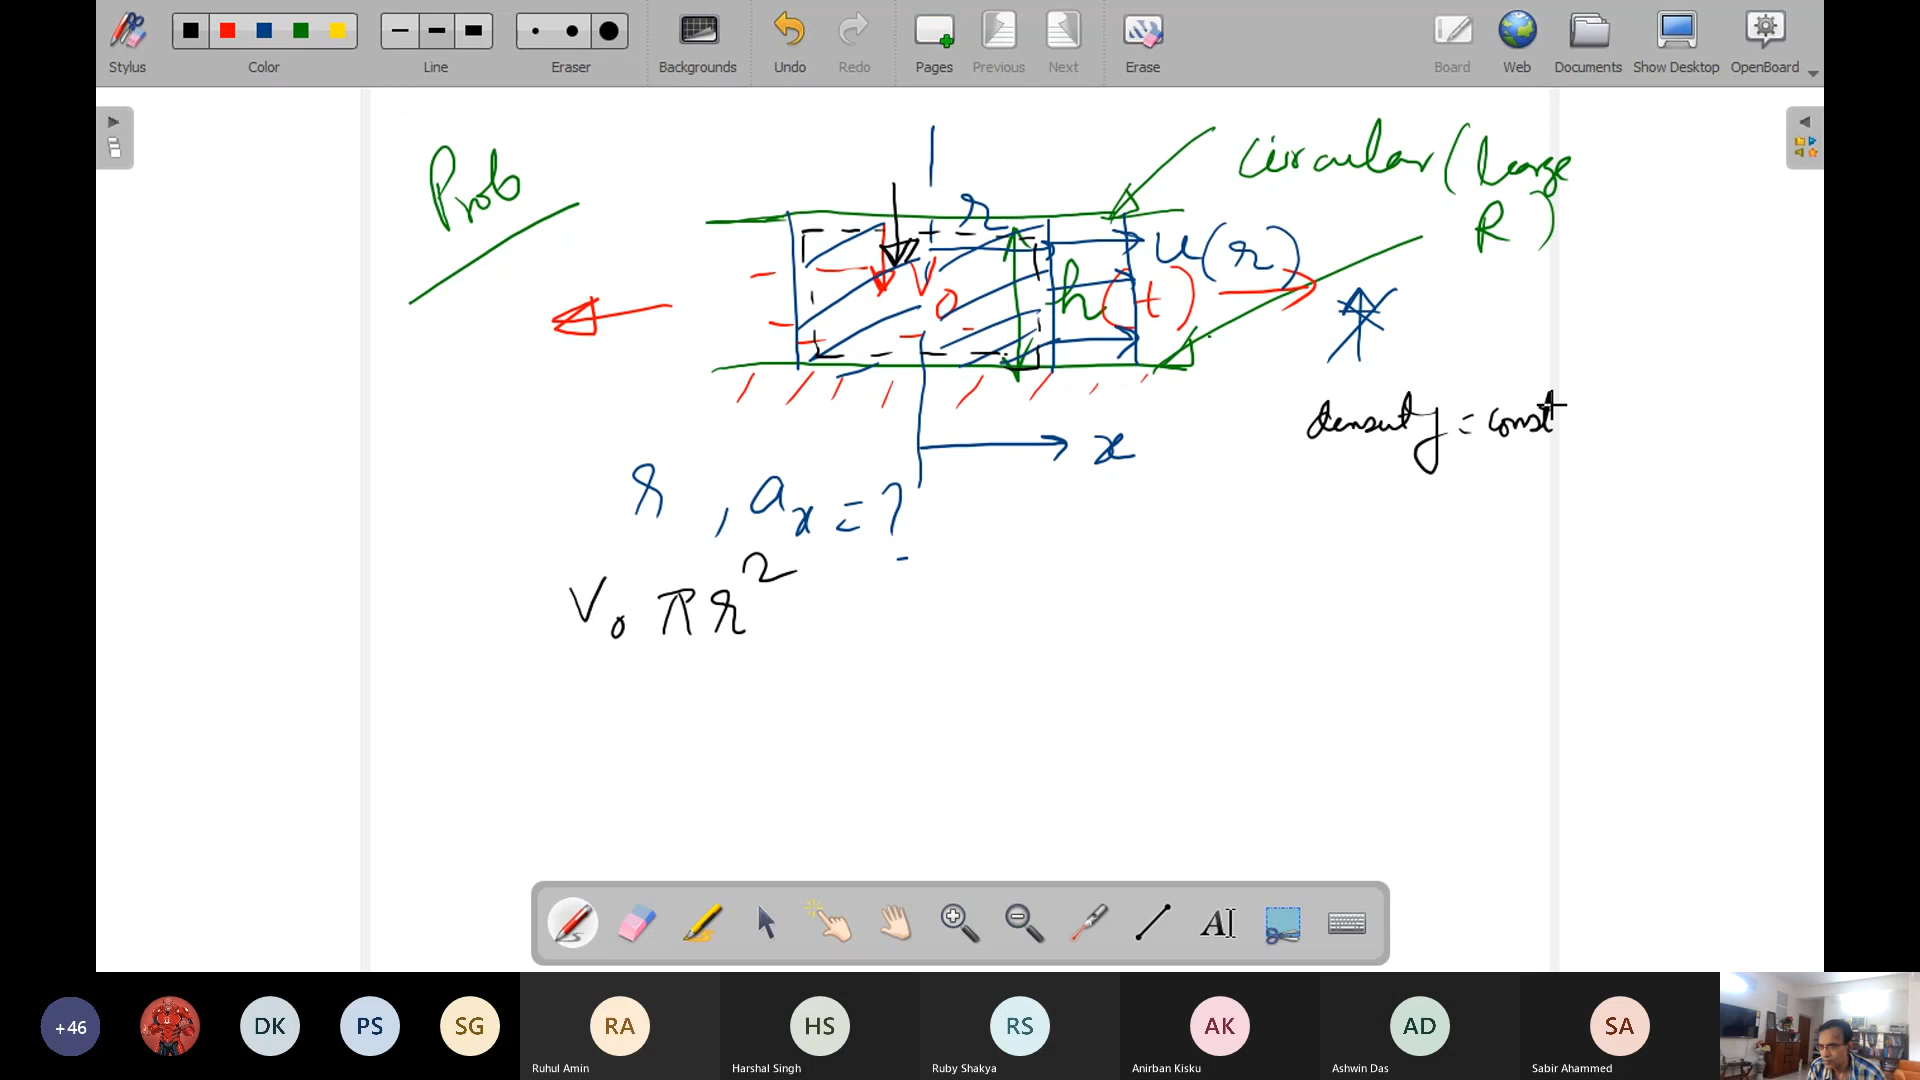 Stylus
Color
Line
Eraser
Backgrounds
Undo
Redo
Pages
Previous
Next
Erase
Board
Web
Documents
Show Desktop
OpenBoard
Prob
circular (large
R)
r
u(r)
V0
h(t)
density = const
x
r , ax = ?
V0 π r2
+46
DK
PS
SG
RA
HS
RS
AK
AD
SA
Ruhul Amin
Harshal Singh
Ruby Shakya
Anirban Kisku
Ashwin Das
Sabir Ahammed